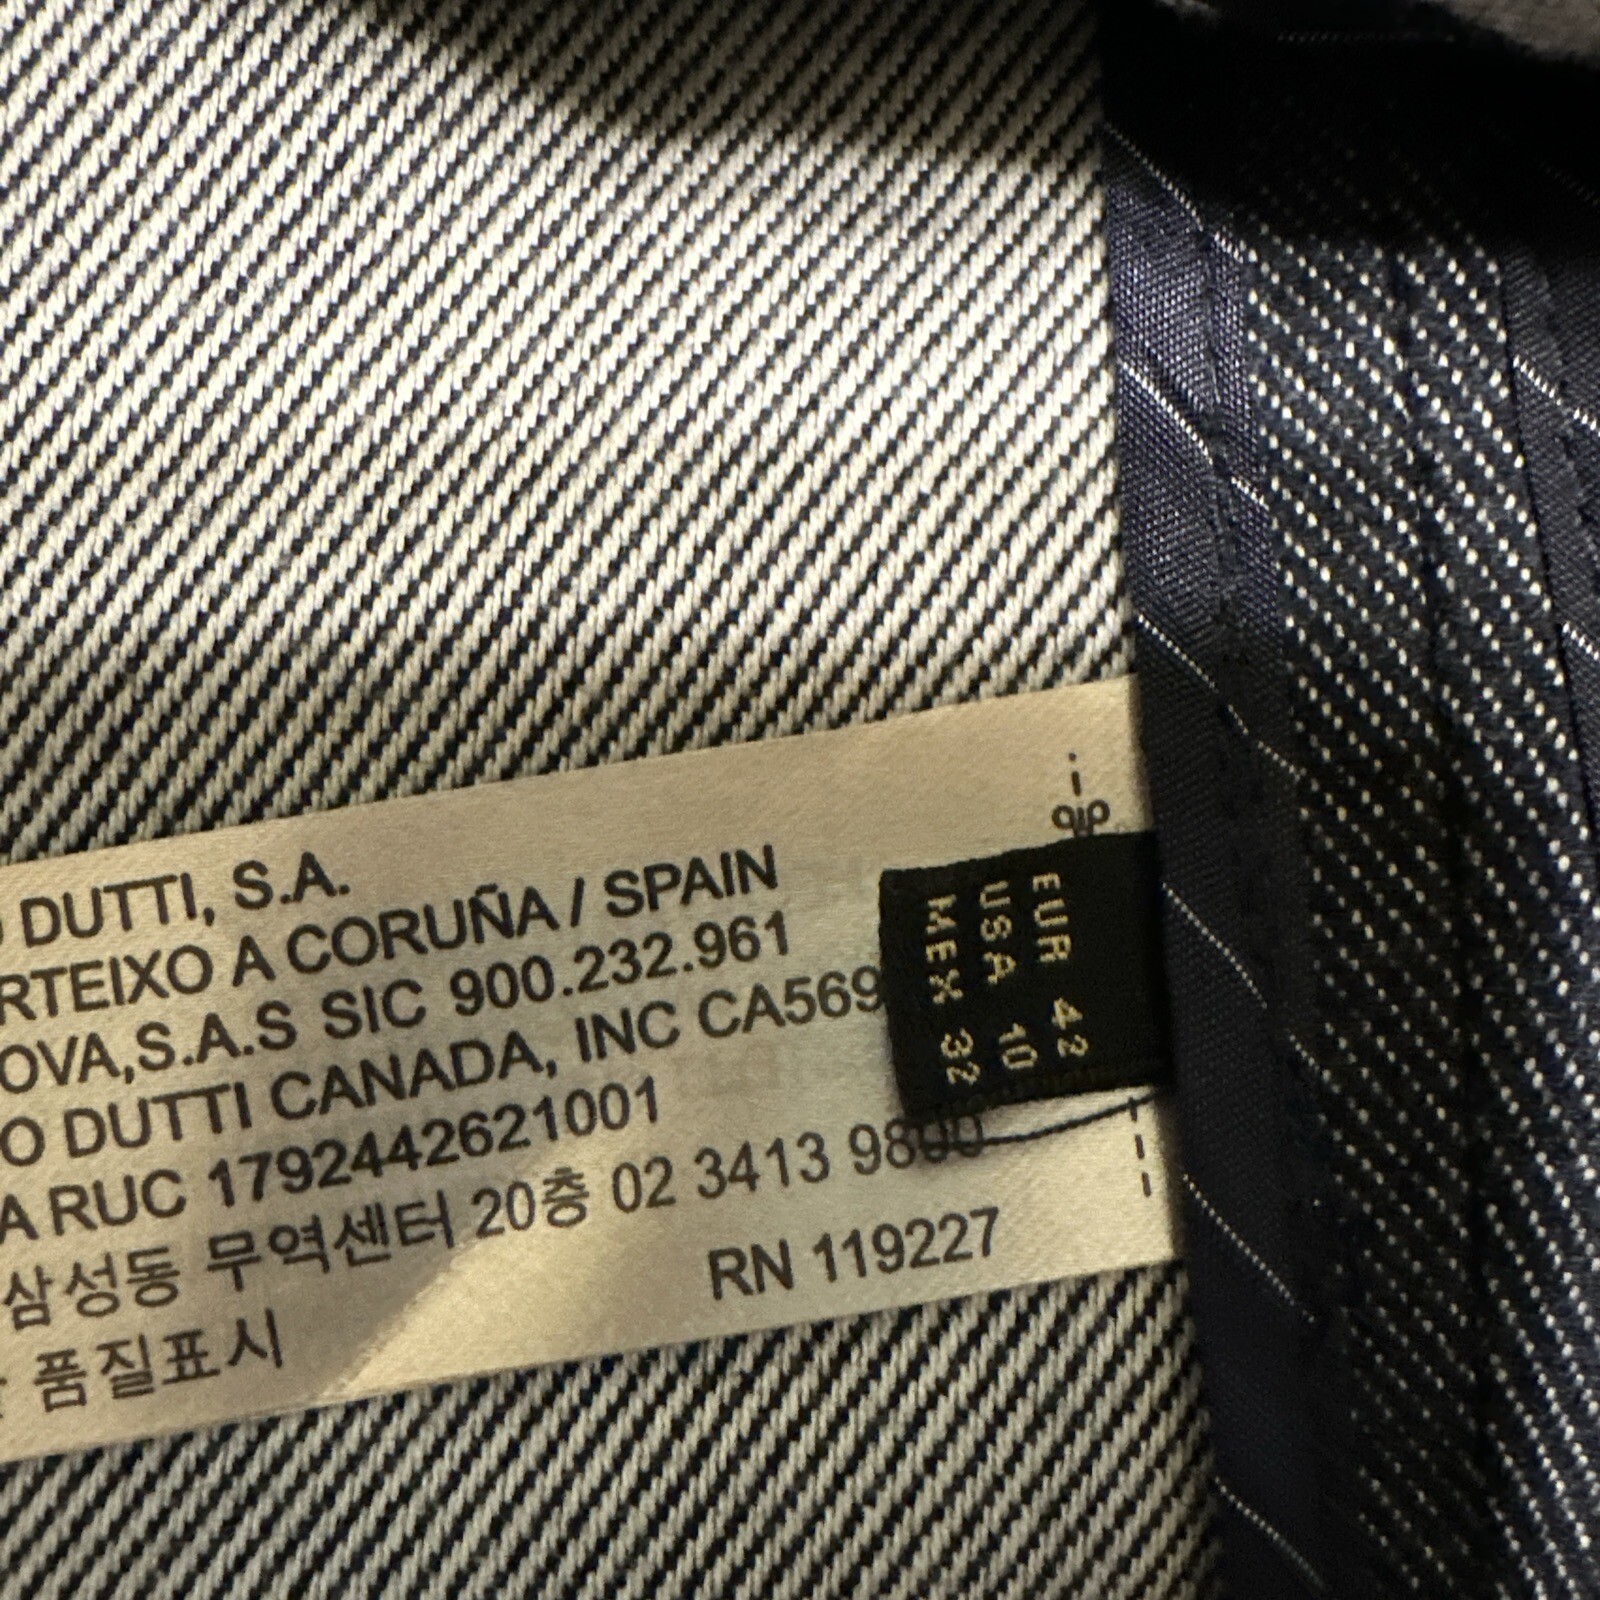 DUTTI, S.A.
RTEIXO A CORUÑA / SPAIN
OVA,S.A.S SIC 900.232.961
O DUTTI CANADA, INC CA569
A RUC 1792442621001
삼성동 무역센터 20층 02 3413 9800
RN 119227
품질표시
EUR 42
USA 10
MEX 32